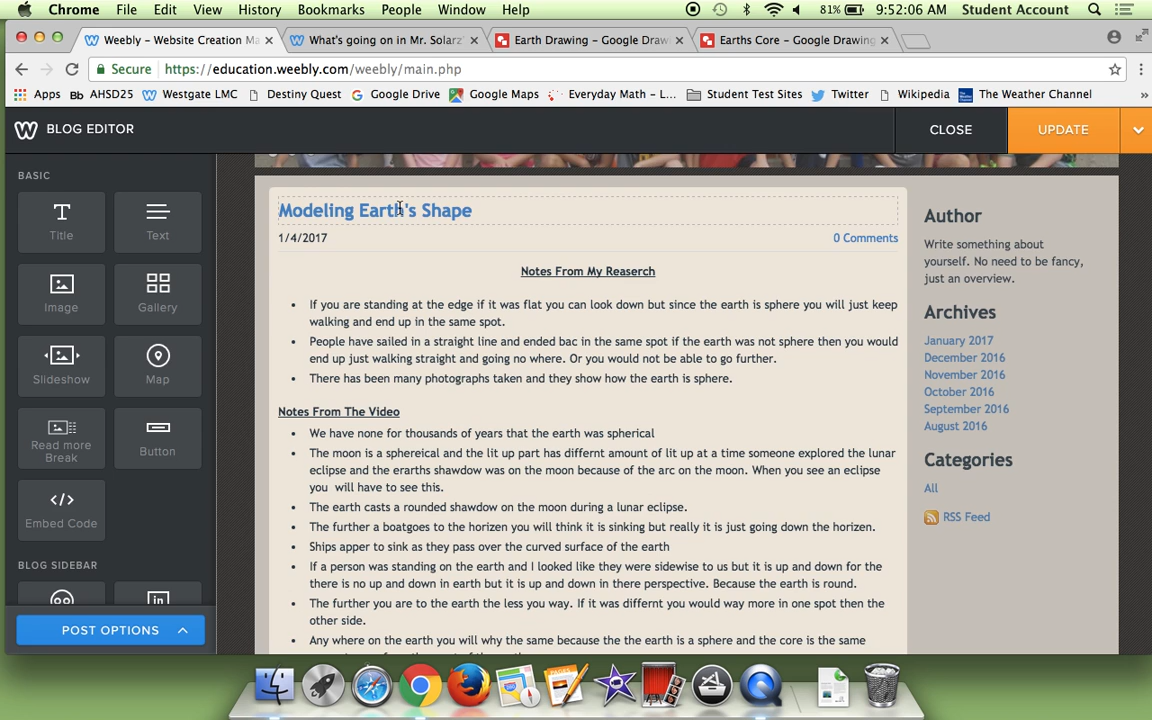 Chrome File Edit View History Bookmarks People Window Help 81% 9:52:06 AM Student Account
Weebly - Website Creation Ma What's going on in Mr. Solarz' Earth Drawing - Google Draw Earths Core - Google Drawing
Secure https://education.weebly.com/weebly/main.php
Apps Bb AHSD25 Westgate LMC Destiny Quest Google Drive Google Maps Everyday Math – L... Student Test Sites Twitter Wikipedia The Weather Channel »
BLOG EDITOR CLOSE UPDATE
BASIC
Title Text
Image Gallery
Slideshow Map
Read more Button
Break
Embed Code
BLOG SIDEBAR
POST OPTIONS
Modeling Earth's Shape
1/4/2017 0 Comments
Notes From My Reaserch
• If you are standing at the edge if it was flat you can look down but since the earth is sphere you will just keep
walking and end up in the same spot.
• People have sailed in a straight line and ended bac in the same spot if the earth was not sphere then you would
end up just walking straight and going no where. Or you would not be able to go further.
• There has been many photographs taken and they show how the earth is sphere.
Notes From The Video
• We have none for thousands of years that the earth was spherical
• The moon is a sphereical and the lit up part has differnt amount of lit up at a time someone explored the lunar
eclipse and the erarths shawdow was on the moon because of the arc on the moon. When you see an eclipse
you will have to see this.
• The earth casts a rounded shawdow on the moon during a lunar eclipse.
• The further a boatgoes to the horizen you will think it is sinking but really it is just going down the horizen.
• Ships apper to sink as they pass over the curved surface of the earth
• If a person was standing on the earth and I looked like they were sidewise to us but it is up and down for the
there is no up and down in earth but it is up and down in there perspective. Because the earth is round.
• The further you are to the earth the less you way. If it was differnt you would way more in one spot then the
other side.
• Any where on the earth you will why the same because the the earth is a sphere and the core is the same
Author
Write something about
yourself. No need to be fancy,
just an overview.
Archives
January 2017
December 2016
November 2016
October 2016
September 2016
August 2016
Categories
All
RSS Feed